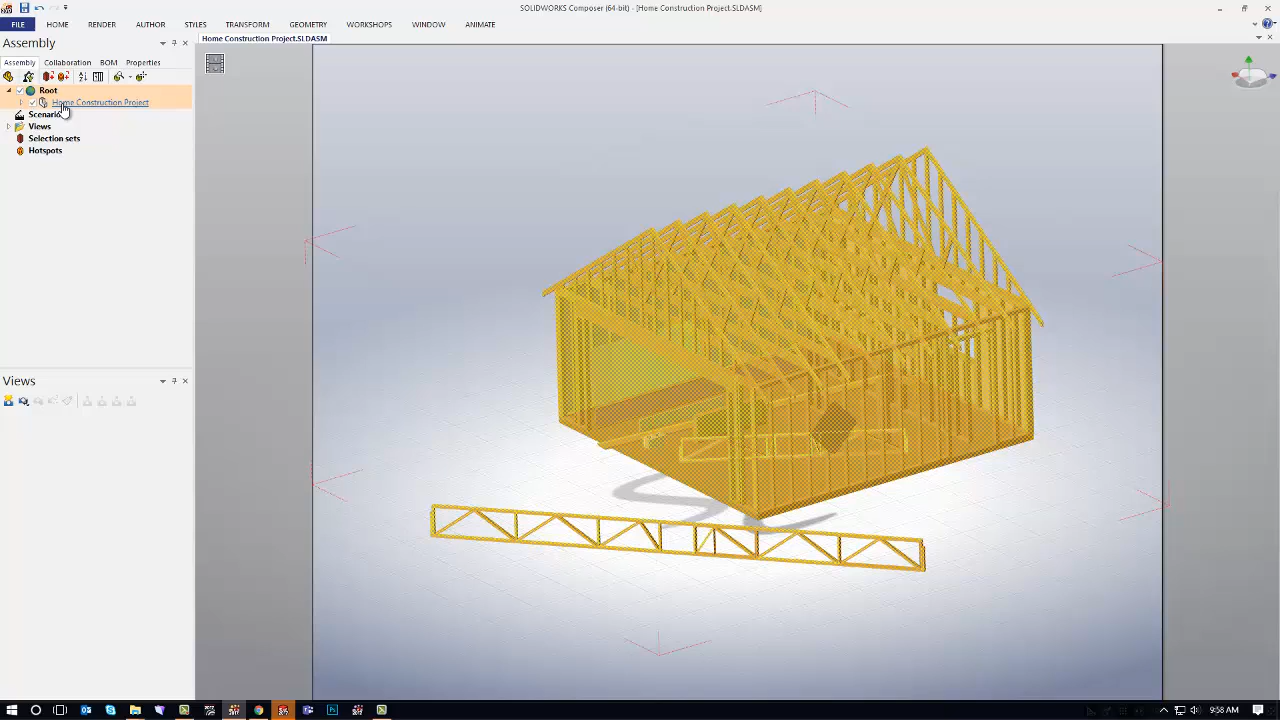 SOLIDWORKS Composer (64-bit) - [Home Construction Project.SLDASM]
FILE HOME RENDER AUTHOR STYLES TRANSFORM GEOMETRY WORKSHOPS WINDOW ANIMATE
Assembly
Home Construction Project.SLDASM
Assembly Collaboration BOM Properties
Root
Home Construction Project
Scenario
Views
Selection sets
Hotspots
Views
9:58 AM